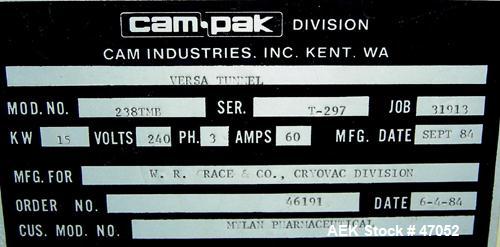 cam-pak DIVISION
CAM INDUSTRIES, INC. KENT, WA
VERSA TUNNEL
MOD. NO. 238TMB SER. T-297 JOB 31913
KW 15 VOLTS 240 PH. 3 AMPS 60 MFG. DATE SEPT 84
MFG. FOR W. R. GRACE & CO., CRYOVAC DIVISION
ORDER NO. 46191 DATE 6-4-84
CUS. MOD. NO. MYLAN PHARMACEUTICAL
AEK Stock # 47052